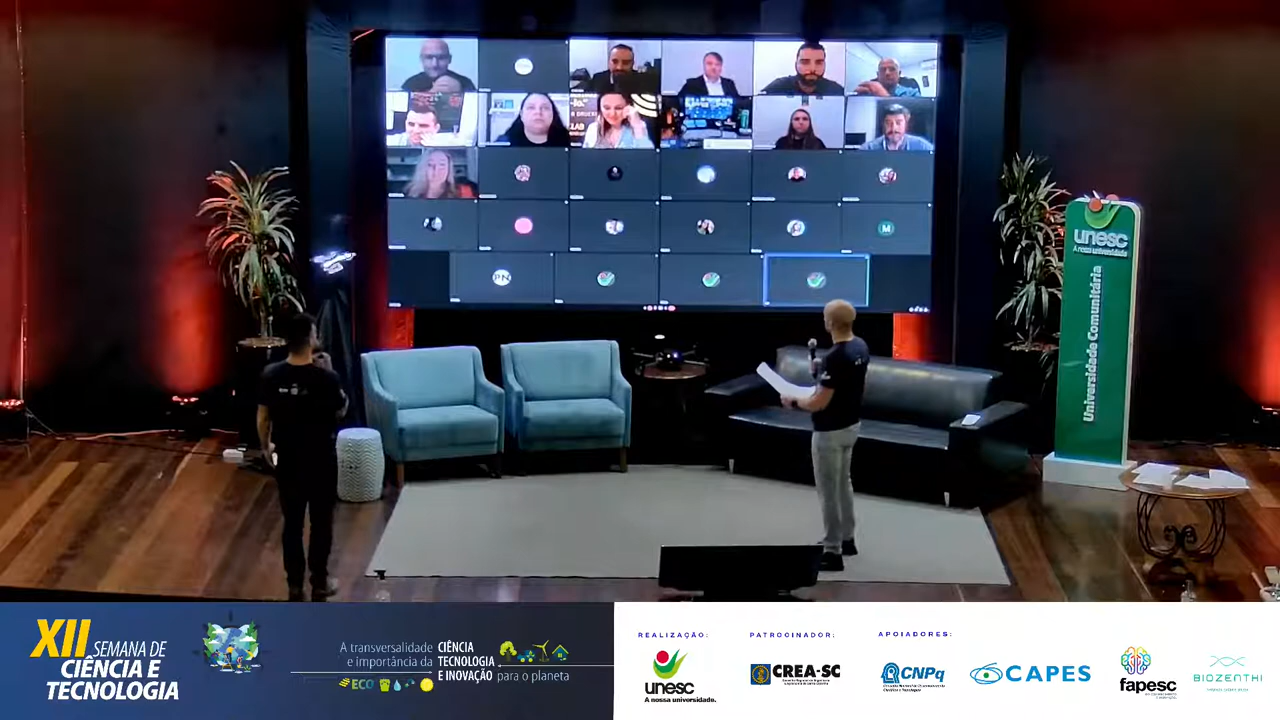 PN
M
unesc
A nossa universidade
Universidade Comunitária
XII SEMANA DE
CIÊNCIA E
TECNOLOGIA
A transversalidade CIÊNCIA
e importância da TECNOLOGIA
E INOVAÇÃO para o planeta
ECO
REALIZAÇÃO:
unesc
A nossa universidade.
PATROCINADOR:
CREA-SC
APOIADORES:
CNPq
CAPES
fapesc
BIOZENTHI